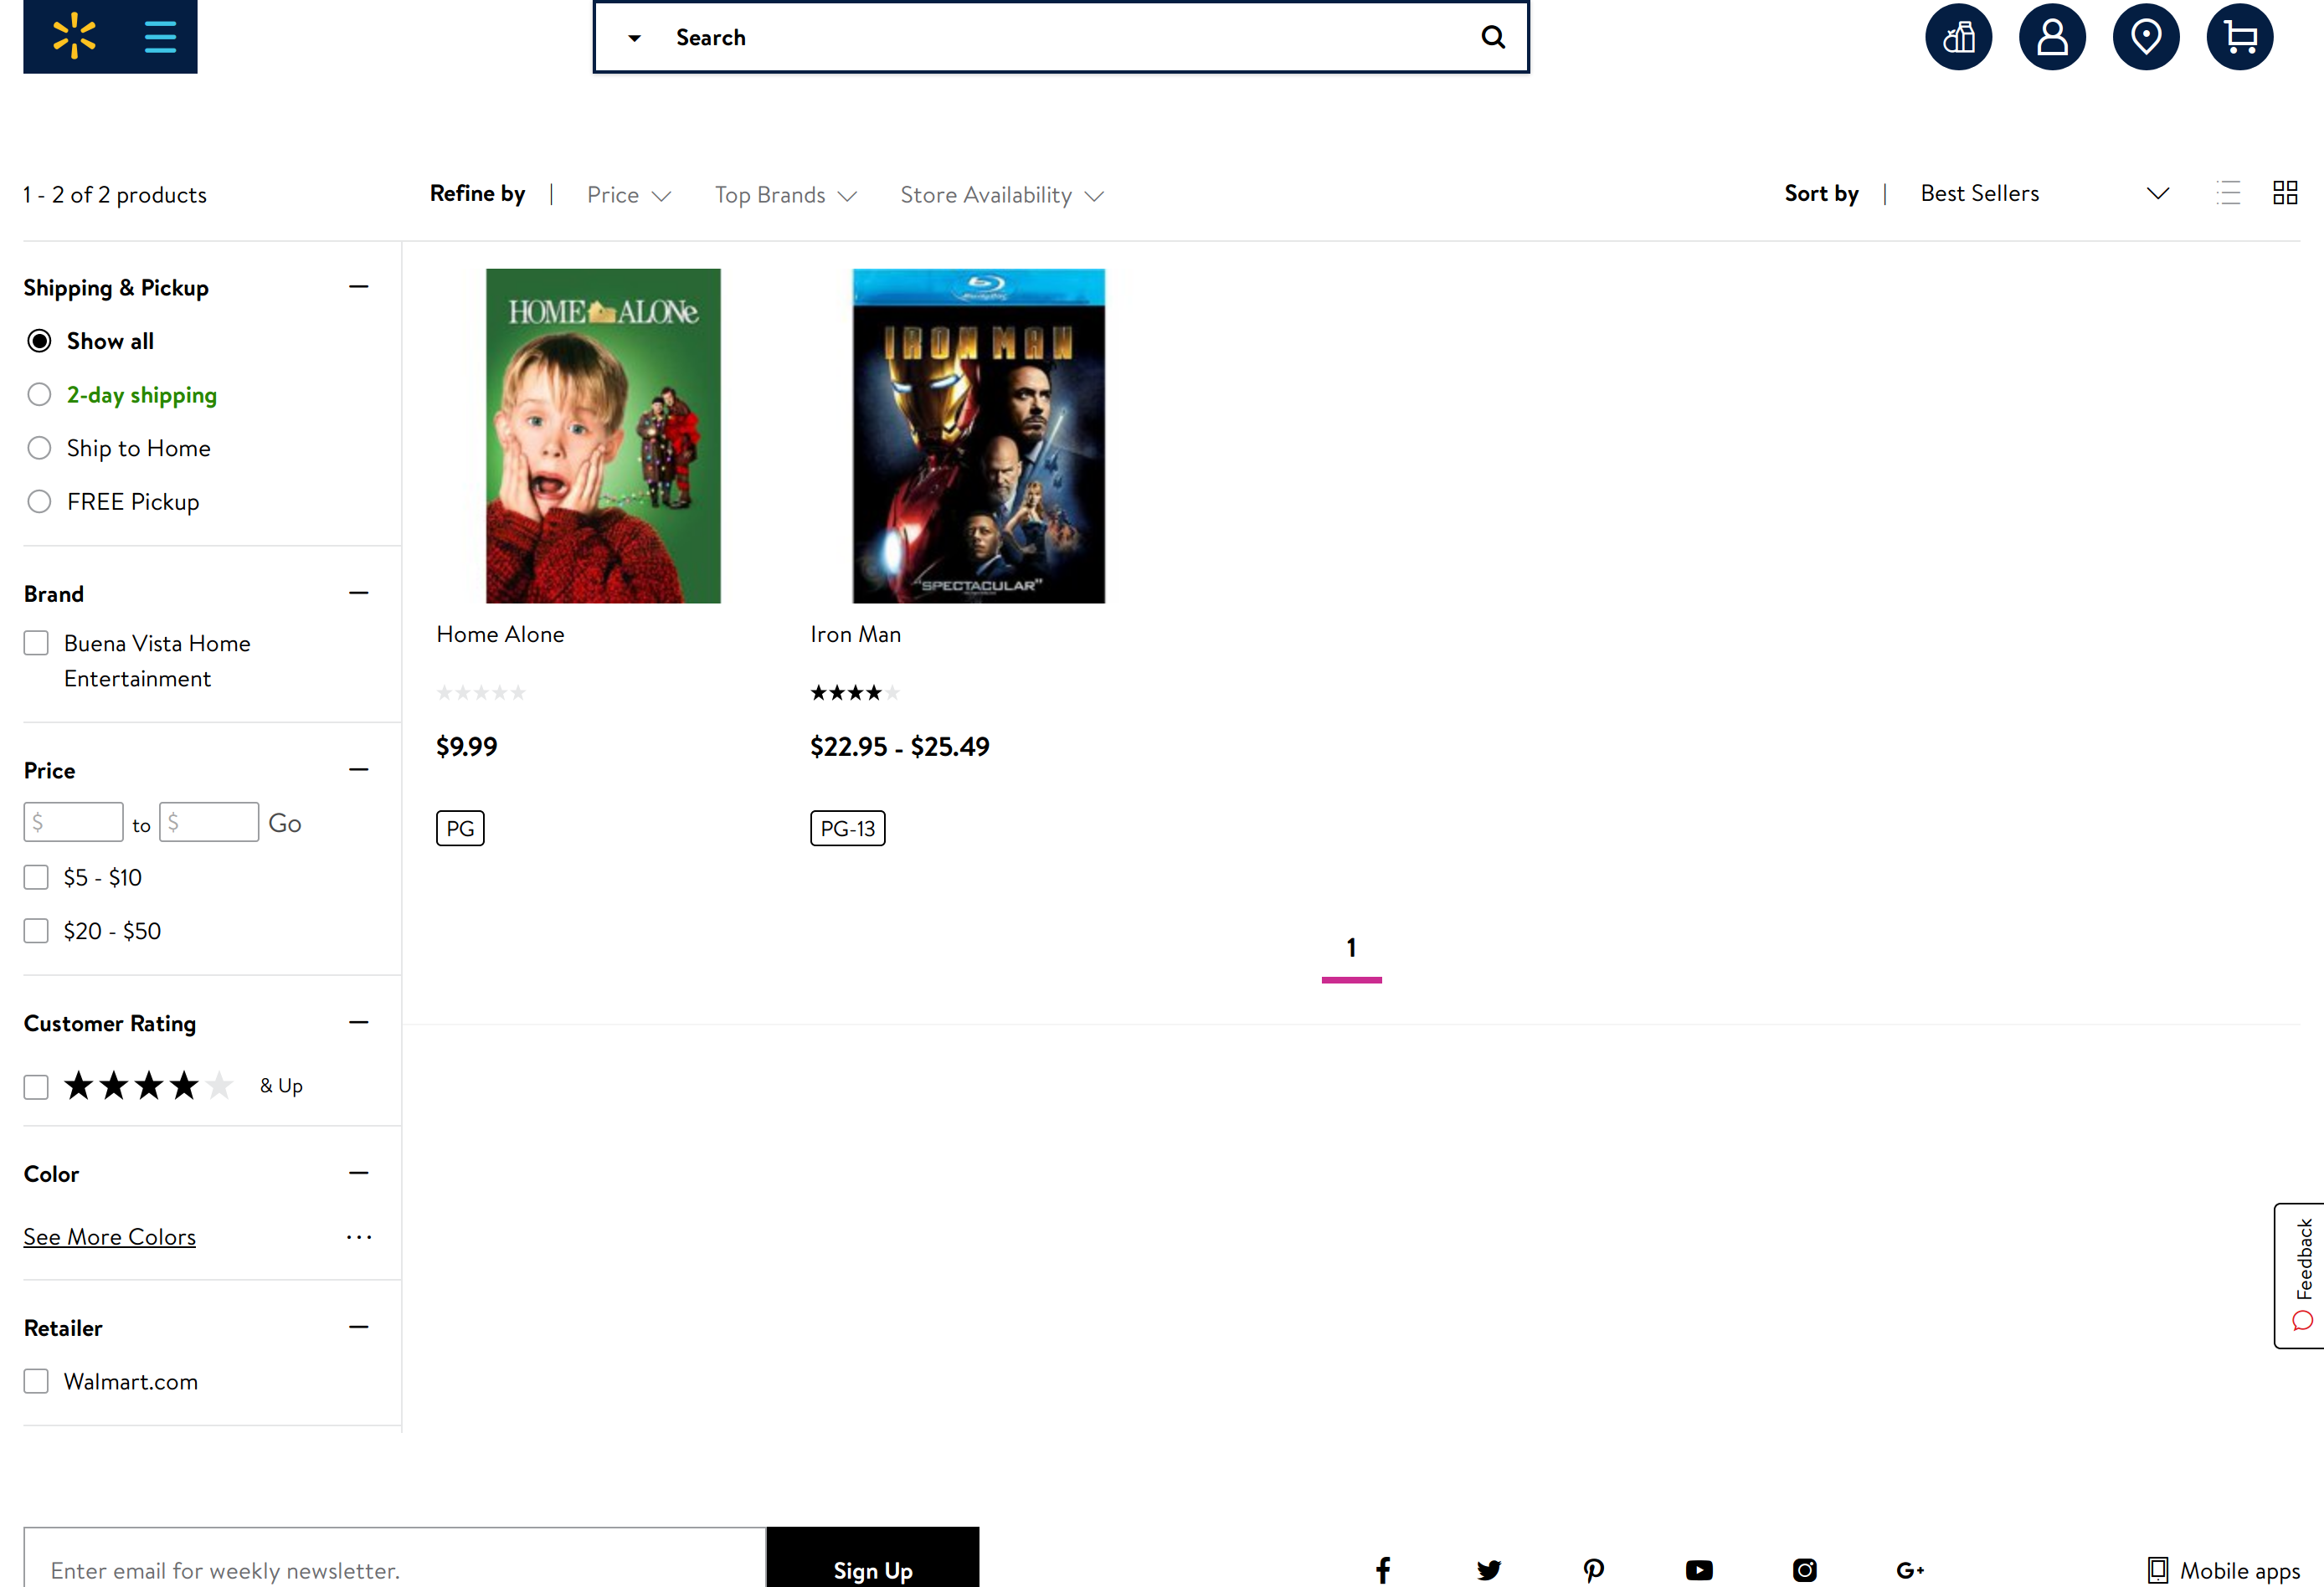 Search
1 - 2 of 2 products
Refine by | Price Top Brands Store Availability
Sort by | Best Sellers
Shipping & Pickup
Show all
2-day shipping
Ship to Home
FREE Pickup
Brand
Buena Vista Home
Entertainment
Price
$ to $ Go
$5 - $10
$20 - $50
Customer Rating
& Up
Color
See More Colors
...
Retailer
Walmart.com
HOME ALONe
Home Alone
$9.99
PG
Blu-ray Disc
IRON MAN
"SPECTACULAR"
Iron Man
$22.95 - $25.49
PG-13
1
Feedback
Enter email for weekly newsletter.
Sign Up
G+
Mobile apps